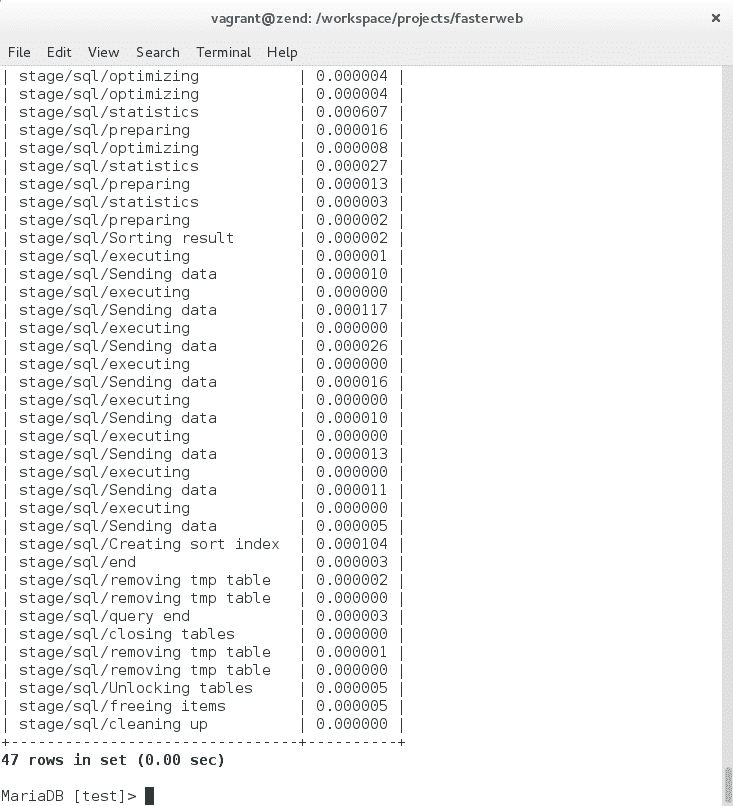 vagrant@zend: /workspace/projects/fasterweb ×
File Edit View Search Terminal Help
| stage/sql/optimizing | 0.000004 |
| stage/sql/optimizing | 0.000004 |
| stage/sql/statistics | 0.000607 |
| stage/sql/preparing | 0.000016 |
| stage/sql/optimizing | 0.000008 |
| stage/sql/statistics | 0.000027 |
| stage/sql/preparing | 0.000013 |
| stage/sql/statistics | 0.000003 |
| stage/sql/preparing | 0.000002 |
| stage/sql/Sorting result | 0.000002 |
| stage/sql/executing | 0.000001 |
| stage/sql/Sending data | 0.000010 |
| stage/sql/executing | 0.000000 |
| stage/sql/Sending data | 0.000117 |
| stage/sql/executing | 0.000000 |
| stage/sql/Sending data | 0.000026 |
| stage/sql/executing | 0.000000 |
| stage/sql/Sending data | 0.000016 |
| stage/sql/executing | 0.000000 |
| stage/sql/Sending data | 0.000010 |
| stage/sql/executing | 0.000000 |
| stage/sql/Sending data | 0.000013 |
| stage/sql/executing | 0.000000 |
| stage/sql/Sending data | 0.000011 |
| stage/sql/executing | 0.000000 |
| stage/sql/Sending data | 0.000005 |
| stage/sql/Creating sort index | 0.000104 |
| stage/sql/end | 0.000003 |
| stage/sql/removing tmp table | 0.000002 |
| stage/sql/removing tmp table | 0.000000 |
| stage/sql/query end | 0.000003 |
| stage/sql/closing tables | 0.000000 |
| stage/sql/removing tmp table | 0.000001 |
| stage/sql/removing tmp table | 0.000000 |
| stage/sql/Unlocking tables | 0.000005 |
| stage/sql/freeing items | 0.000005 |
| stage/sql/cleaning up | 0.000000 |
+--------------------------------+----------+
47 rows in set (0.00 sec)
MariaDB [test]>